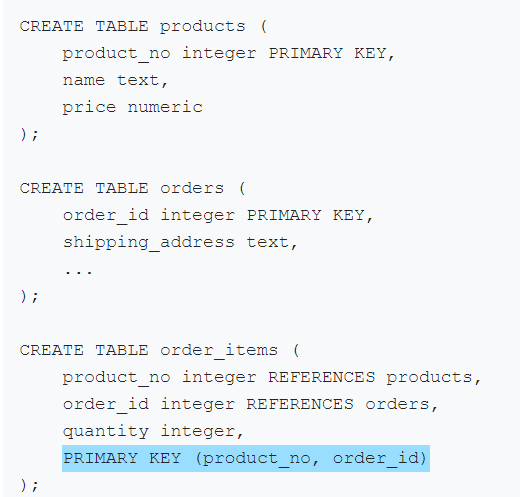 CREATE TABLE products (
    product_no integer PRIMARY KEY,
    name text,
    price numeric
);

CREATE TABLE orders (
    order_id integer PRIMARY KEY,
    shipping_address text,
    ...
);

CREATE TABLE order_items (
    product_no integer REFERENCES products,
    order_id integer REFERENCES orders,
    quantity integer,
    PRIMARY KEY (product_no, order_id)
);